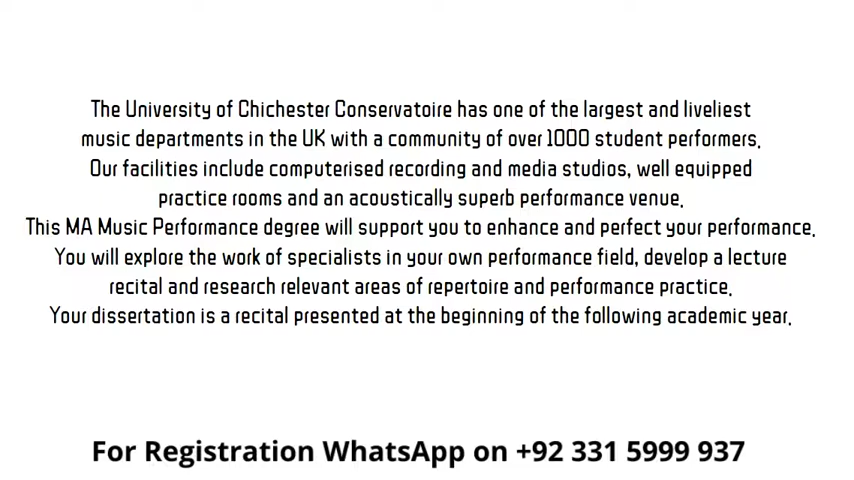 The University of Chichester Conservatoire has one of the largest and liveliest
music departments in the UK with a community of over 1000 student performers.
Our facilities include computerised recording and media studios, well equipped
practice rooms and an acoustically superb performance venue.
This MA Music Performance degree will support you to enhance and perfect your performance.
You will explore the work of specialists in your own performance field, develop a lecture
recital and research relevant areas of repertoire and performance practice.
Your dissertation is a recital presented at the beginning of the following academic year.
For Registration WhatsApp on +92 331 5999 937